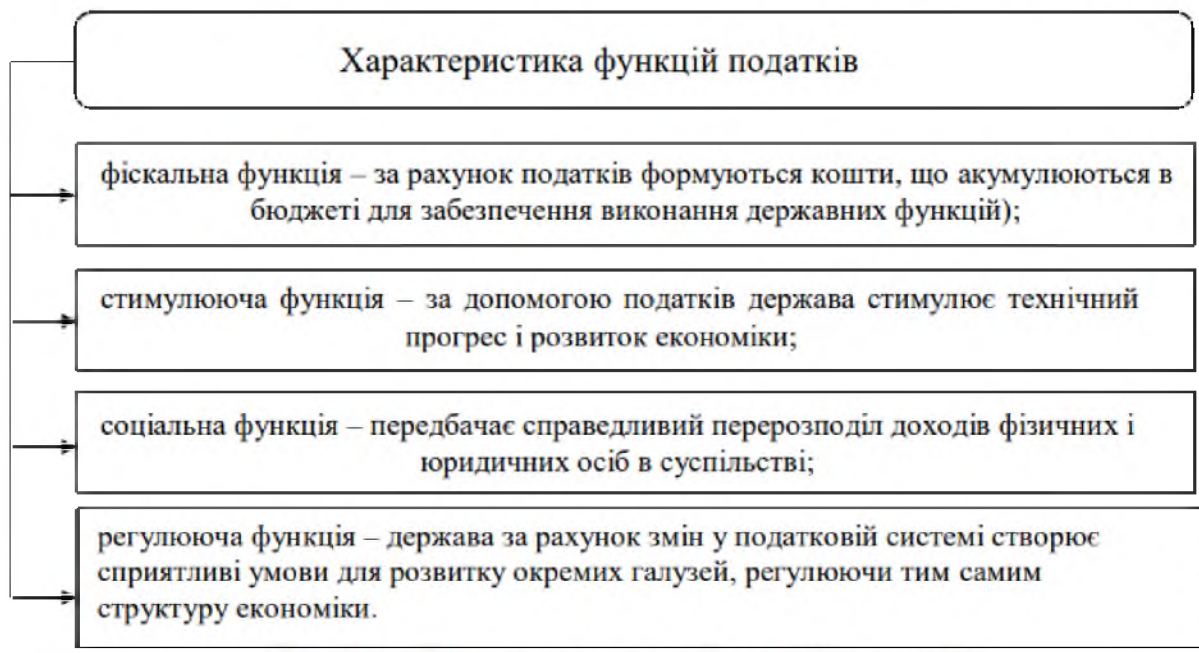 Характеристика функцій податків
фіскальна функція – за рахунок податків формуються кошти, що акумулюються в
бюджеті для забезпечення виконання державних функцій);
стимулююча функція – за допомогою податків держава стимулює технічний
прогрес і розвиток економіки;
соціальна функція – передбачає справедливий перерозподіл доходів фізичних і
юридичних осіб в суспільстві;
регулююча функція – держава за рахунок змін у податковій системі створює
сприятливі умови для розвитку окремих галузей, регулюючи тим самим
структуру економіки.